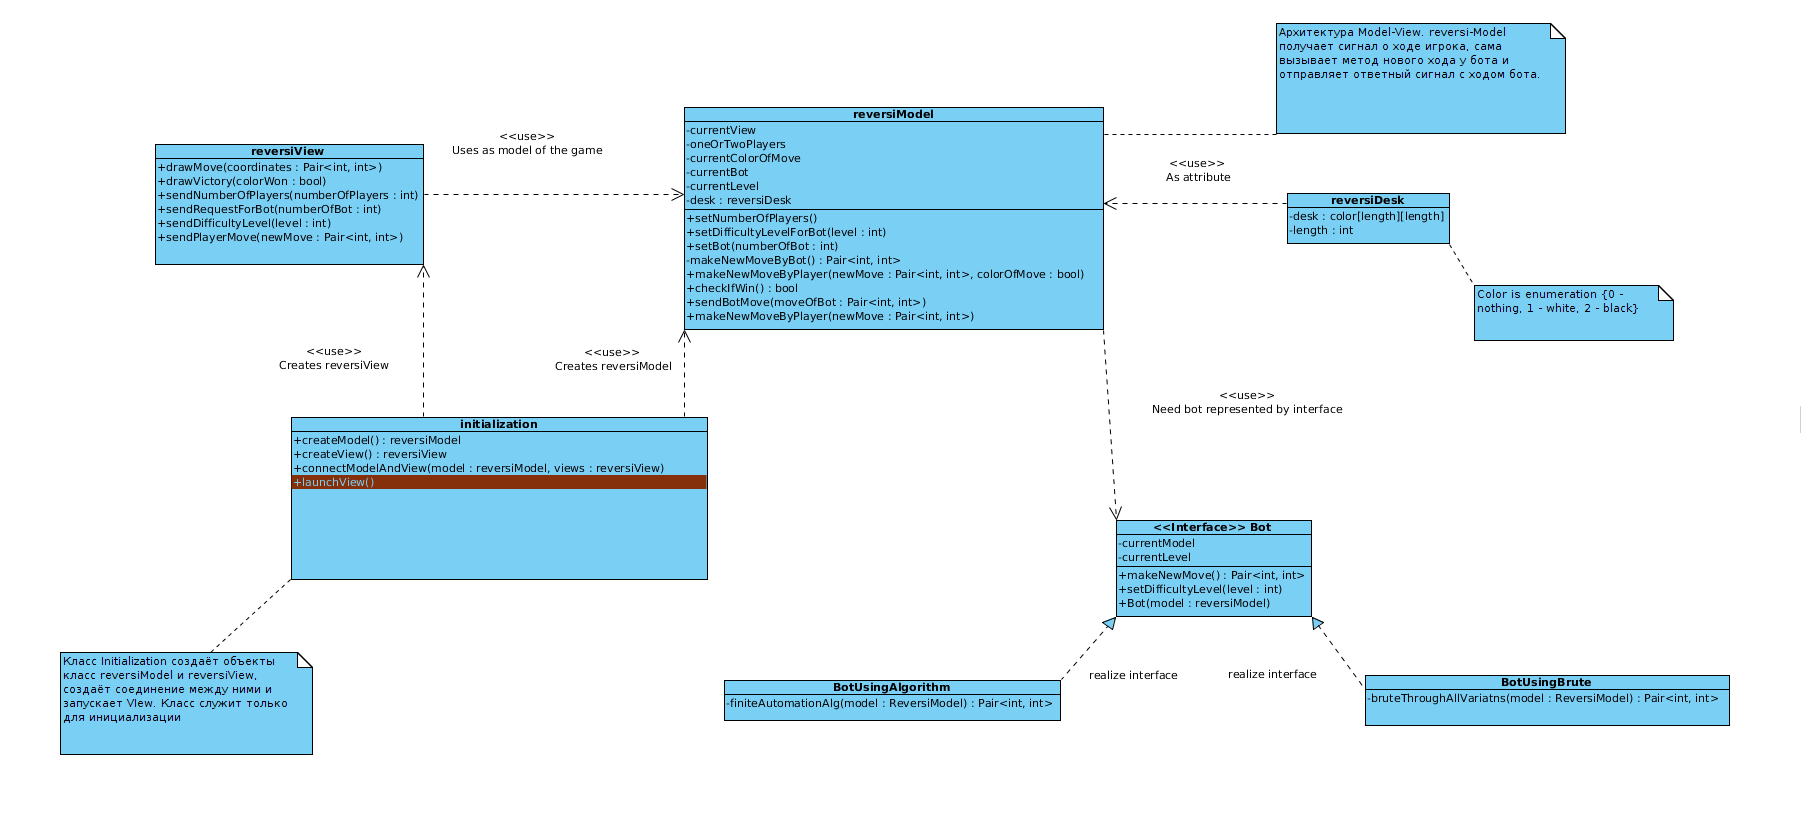 Архитектура Model-View. reversi-Model
получает сигнал о ходе игрока, сама
вызывает метод нового хода у бота и
отправляет ответный сигнал с ходом бота.
reversiModel
-currentView
-oneOrTwoPlayers
-currentColorOfMove
-currentBot
-currentLevel
-desk : reversiDesk
+setNumberOfPlayers()
+setDifficultyLevelForBot(level : int)
+setBot(numberOfBot : int)
-makeNewMoveByBot() : Pair<int, int>
+makeNewMoveByPlayer(newMove : Pair<int, int>, colorOfMove : bool)
+checkIfWin() : bool
+sendBotMove(moveOfBot : Pair<int, int>)
+makeNewMoveByPlayer(newMove : Pair<int, int>)
<<use>>
Uses as model of the game
reversiView
+drawMove(coordinates : Pair<int, int>)
+drawVictory(colorWon : bool)
+sendNumberOfPlayers(numberOfPlayers : int)
+sendRequestForBot(numberOfBot : int)
+sendDifficultyLevel(level : int)
+sendPlayerMove(newMove : Pair<int, int>)
<<use>>
As attribute
reversiDesk
-desk : color[length][length]
-length : int
Color is enumeration {0 -
nothing, 1 - white, 2 - black}
<<use>>
Creates reversiView
<<use>>
Creates reversiModel
<<use>>
Need bot represented by interface
initialization
+createModel() : reversiModel
+createView() : reversiView
+connectModelAndView(model : reversiModel, views : reversiView)
+launchView()
<<Interface>> Bot
-currentModel
-currentLevel
+makeNewMove() : Pair<int, int>
+setDifficultyLevel(level : int)
+Bot(model : reversiModel)
Класс Initialization создаёт объекты
класс reversiModel и reversiView,
создаёт соединение между ними и
запускает VIew. Класс служит только
для инициализации
realize interface
realize interface
BotUsingAlgorithm
-finiteAutomationAlg(model : ReversiModel) : Pair<int, int>
BotUsingBrute
-bruteThroughAllVariatns(model : ReversiModel) : Pair<int, int>